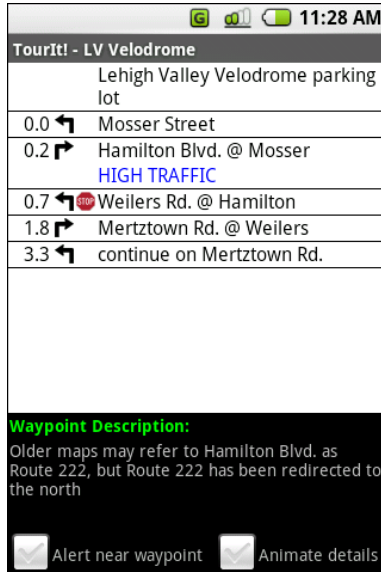 G 11:28 AM
TourIt! - LV Velodrome
Lehigh Valley Velodrome parking
lot
0.0 Mosser Street
0.2 Hamilton Blvd. @ Mosser
HIGH TRAFFIC
0.7 STOP Weilers Rd. @ Hamilton
1.8 Mertztown Rd. @ Weilers
3.3 continue on Mertztown Rd.
Waypoint Description:
Older maps may refer to Hamilton Blvd. as
Route 222, but Route 222 has been redirected to
the north
Alert near waypoint Animate details